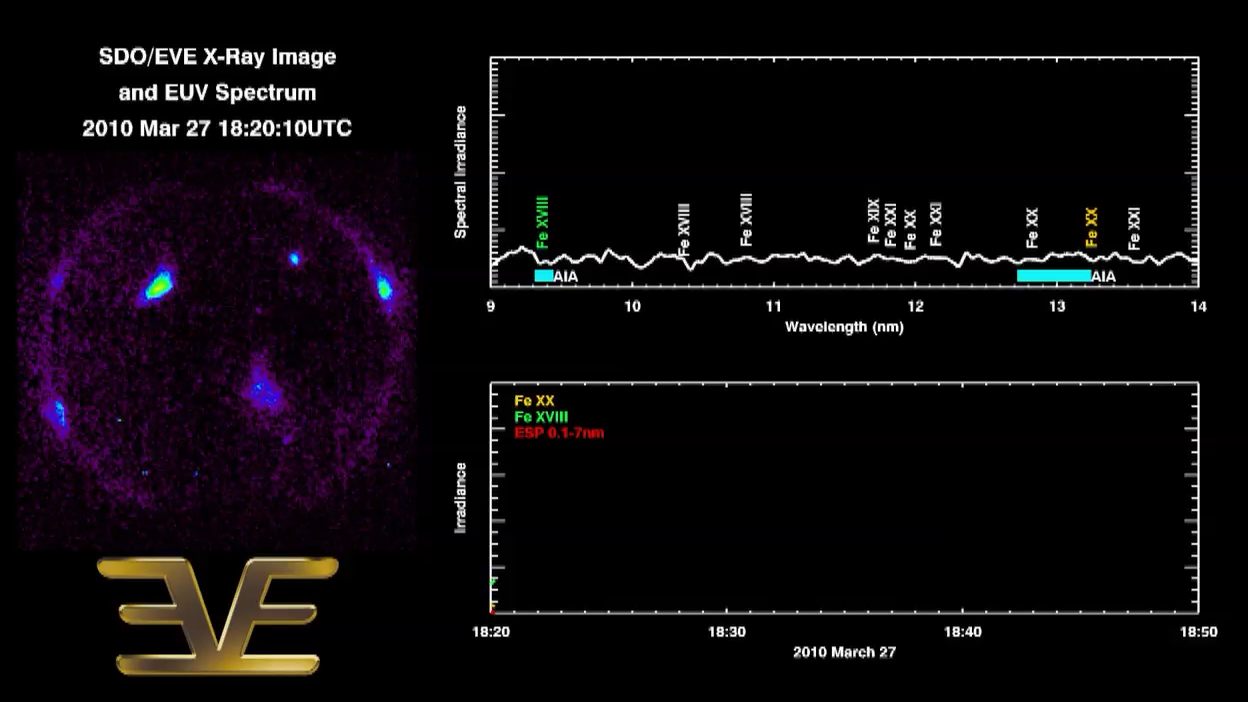 SDO/EVE X-Ray Image
and EUV Spectrum
2010 Mar 27 18:20:10UTC
Spectral Irradiance
Fe XVIII
Fe XVIII
Fe XVIII
Fe XIX
Fe XXI
Fe XX
Fe XXI
Fe XX
Fe XX
Fe XXI
AIA
AIA
9 10 11 12 13 14
Wavelength (nm)
Fe XX
Fe XVIII
ESP 0.1-7nm
Irradiance
18:20 18:30 18:40 18:50
2010 March 27
EVE